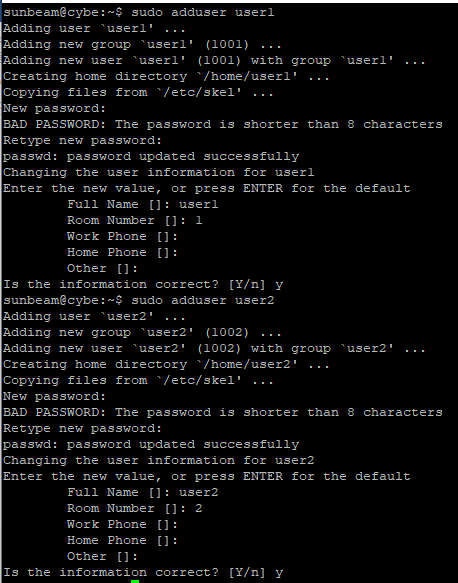 sunbeam@cybe:~$ sudo adduser user1
Adding user `user1' ...
Adding new group `user1' (1001) ...
Adding new user `user1' (1001) with group `user1' ...
Creating home directory `/home/user1' ...
Copying files from `/etc/skel' ...
New password:
BAD PASSWORD: The password is shorter than 8 characters
Retype new password:
passwd: password updated successfully
Changing the user information for user1
Enter the new value, or press ENTER for the default
        Full Name []: user1
        Room Number []: 1
        Work Phone []:
        Home Phone []:
        Other []:
Is the information correct? [Y/n] y
sunbeam@cybe:~$ sudo adduser user2
Adding user `user2' ...
Adding new group `user2' (1002) ...
Adding new user `user2' (1002) with group `user2' ...
Creating home directory `/home/user2' ...
Copying files from `/etc/skel' ...
New password:
BAD PASSWORD: The password is shorter than 8 characters
Retype new password:
passwd: password updated successfully
Changing the user information for user2
Enter the new value, or press ENTER for the default
        Full Name []: user2
        Room Number []: 2
        Work Phone []:
        Home Phone []:
        Other []:
Is the information correct? [Y/n] y